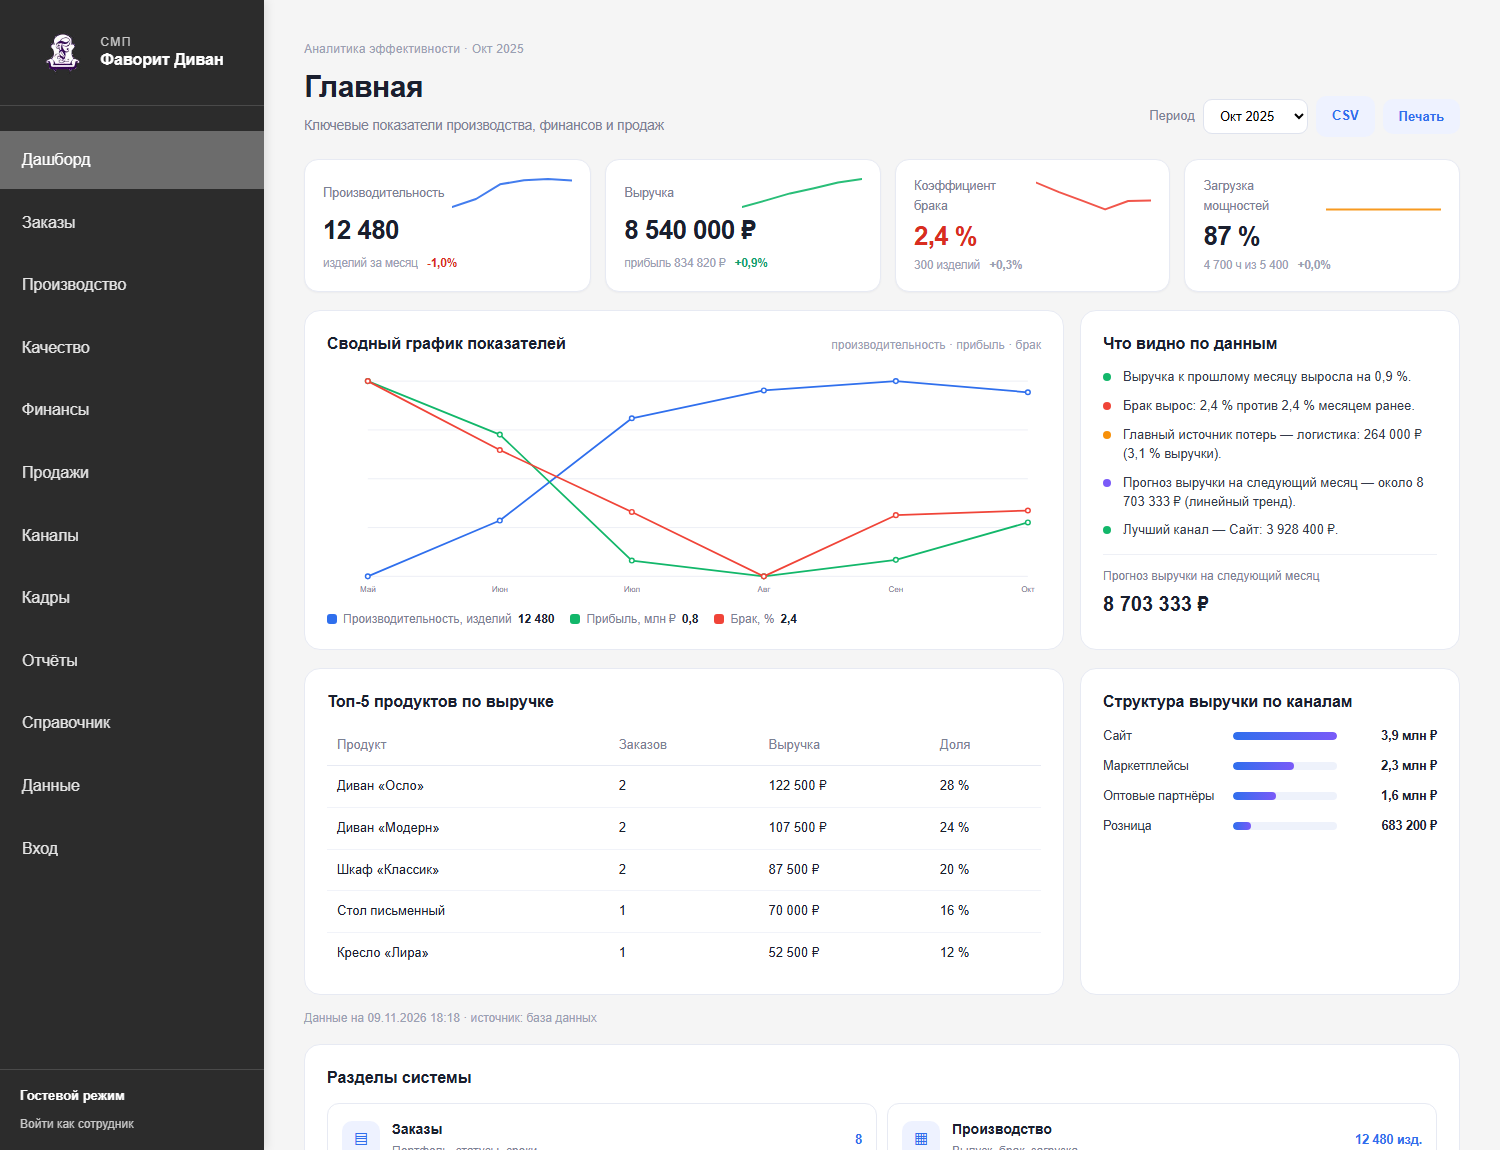 СМП
Фаворит Диван
Дашборд
Заказы
Производство
Качество
Финансы
Продажи
Каналы
Кадры
Отчёты
Справочник
Данные
Вход
Гостевой режим
Войти как сотрудник
Аналитика эффективности · Окт 2025
Главная
Ключевые показатели производства, финансов и продаж
Период
Окт 2025
CSV
Печать
Производительность
12 480
изделий за месяц -1,0%
Выручка
8 540 000 ₽
прибыль 834 820 ₽ +0,9%
Коэффициент
брака
2,4 %
300 изделий +0,3%
Загрузка
мощностей
87 %
4 700 ч из 5 400 +0,0%
Сводный график показателей
производительность · прибыль · брак
Май Июн Июл Авг Сен Окт
Производительность, изделий 12 480 Прибыль, млн ₽ 0,8 Брак, % 2,4
Что видно по данным
Выручка к прошлому месяцу выросла на 0,9 %.
Брак вырос: 2,4 % против 2,4 % месяцем ранее.
Главный источник потерь — логистика: 264 000 ₽
(3,1 % выручки).
Прогноз выручки на следующий месяц — около 8
703 333 ₽ (линейный тренд).
Лучший канал — Сайт: 3 928 400 ₽.
Прогноз выручки на следующий месяц
8 703 333 ₽
Топ-5 продуктов по выручке
Продукт Заказов Выручка Доля
Диван «Осло» 2 122 500 ₽ 28 %
Диван «Модерн» 2 107 500 ₽ 24 %
Шкаф «Классик» 2 87 500 ₽ 20 %
Стол письменный 1 70 000 ₽ 16 %
Кресло «Лира» 1 52 500 ₽ 12 %
Структура выручки по каналам
Сайт 3,9 млн ₽
Маркетплейсы 2,3 млн ₽
Оптовые партнёры 1,6 млн ₽
Розница 683 200 ₽
Данные на 09.11.2026 18:18 · источник: база данных
Разделы системы
Заказы
8
Портфель, статусы, сроки
Производство
12 480 изд.
Выпуск, брак, загрузка